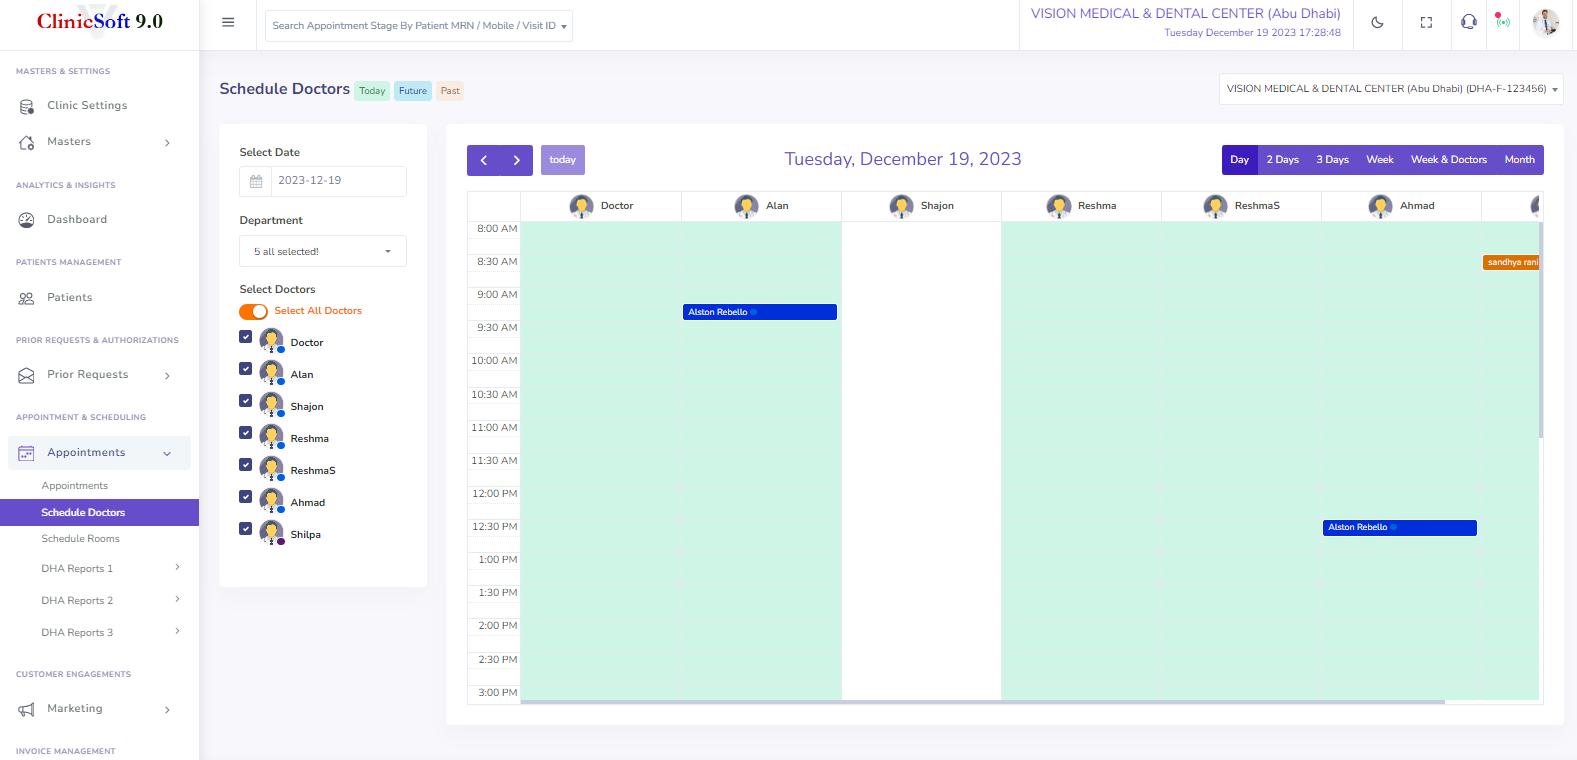 ClinicSoft 9.0
Search Appointment Stage By Patient MRN / Mobile / Visit ID
VISION MEDICAL & DENTAL CENTER (Abu Dhabi)
Tuesday December 19 2023 17:28:48
MASTERS & SETTINGS
Clinic Settings
Masters
ANALYTICS & INSIGHTS
Dashboard
PATIENTS MANAGEMENT
Patients
PRIOR REQUESTS & AUTHORIZATIONS
Prior Requests
APPOINTMENT & SCHEDULING
Appointments
Appointments
Schedule Doctors
Schedule Rooms
DHA Reports 1
DHA Reports 2
DHA Reports 3
CUSTOMER ENGAGEMENTS
Marketing
INVOICE MANAGEMENT
Schedule Doctors Today Future Past
VISION MEDICAL & DENTAL CENTER (Abu Dhabi) (DHA-F-123456)
Select Date
2023-12-19
Department
5 all selected!
Select Doctors
Select All Doctors
Doctor
Alan
Shajon
Reshma
ReshmaS
Ahmad
Shilpa
today
Tuesday, December 19, 2023
Day 2 Days 3 Days Week Week & Doctors Month
Doctor Alan Shajon Reshma ReshmaS Ahmad
8:00 AM
8:30 AM
sandhya rani
9:00 AM
Alston Rebello
9:30 AM
10:00 AM
10:30 AM
11:00 AM
11:30 AM
12:00 PM
12:30 PM
Alston Rebello
1:00 PM
1:30 PM
2:00 PM
2:30 PM
3:00 PM